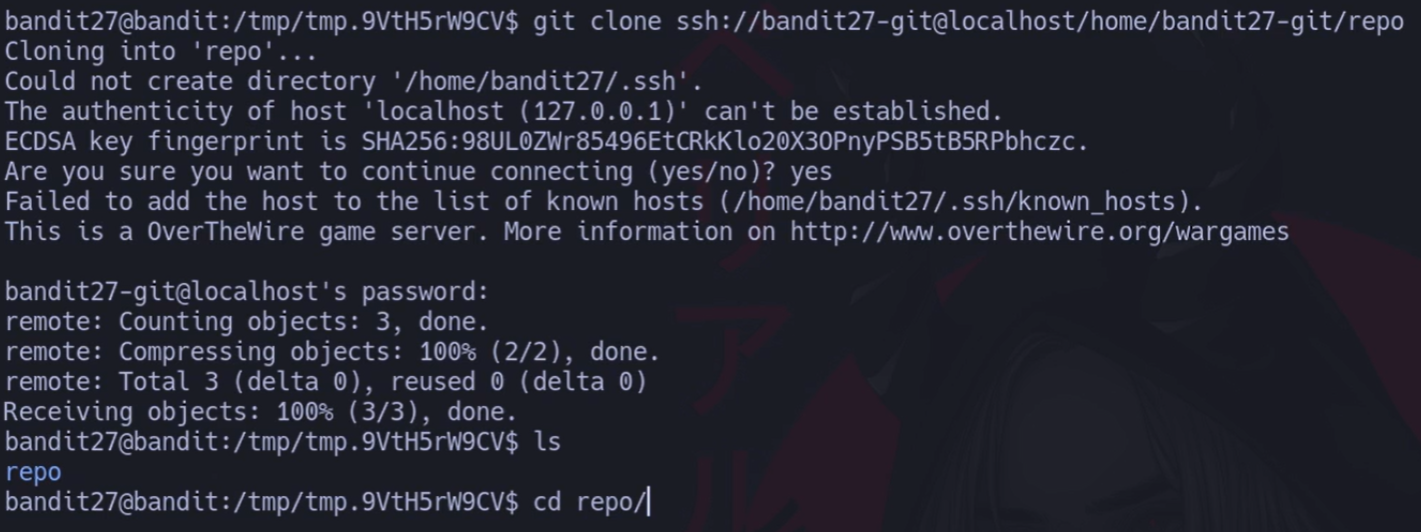 bandit27@bandit:/tmp/tmp.9VtH5rW9CV$ git clone ssh://bandit27-git@localhost/home/bandit27-git/repo
Cloning into 'repo'...
Could not create directory '/home/bandit27/.ssh'.
The authenticity of host 'localhost (127.0.0.1)' can't be established.
ECDSA key fingerprint is SHA256:98UL0ZWr85496EtCRkKlo20X3OPnyPSB5tB5RPbhczc.
Are you sure you want to continue connecting (yes/no)? yes
Failed to add the host to the list of known hosts (/home/bandit27/.ssh/known_hosts).
This is a OverTheWire game server. More information on http://www.overthewire.org/wargames
bandit27-git@localhost's password:
remote: Counting objects: 3, done.
remote: Compressing objects: 100% (2/2), done.
remote: Total 3 (delta 0), reused 0 (delta 0)
Receiving objects: 100% (3/3), done.
bandit27@bandit:/tmp/tmp.9VtH5rW9CV$ ls
repo
bandit27@bandit:/tmp/tmp.9VtH5rW9CV$ cd repo/